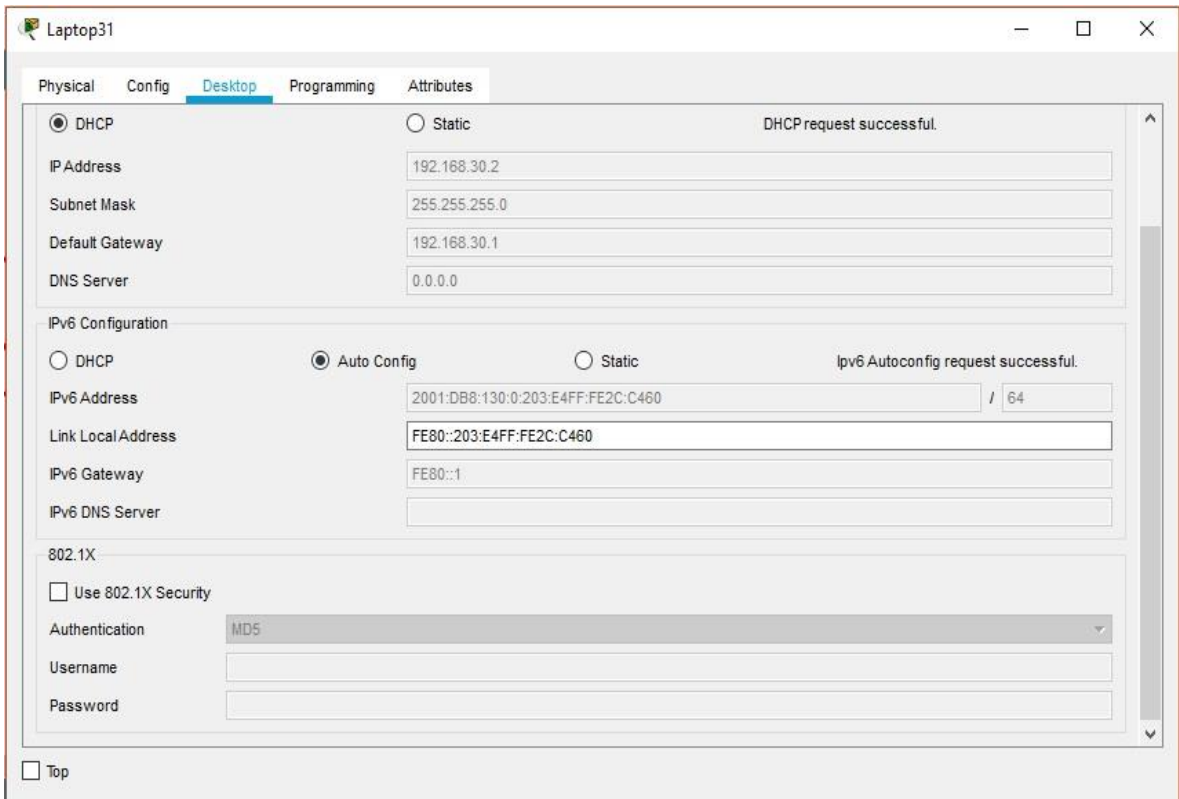 Laptop31
Physical Config Desktop Programming Attributes
DHCP Static DHCP request successful.
IP Address 192.168.30.2
Subnet Mask 255.255.255.0
Default Gateway 192.168.30.1
DNS Server 0.0.0.0
IPv6 Configuration
DHCP Auto Config Static Ipv6 Autoconfig request successful.
IPv6 Address 2001:DB8:130:0:203:E4FF:FE2C:C460 / 64
Link Local Address FE80::203:E4FF:FE2C:C460
IPv6 Gateway FE80::1
IPv6 DNS Server
802.1X
Use 802.1X Security
Authentication MD5
Username
Password
Top